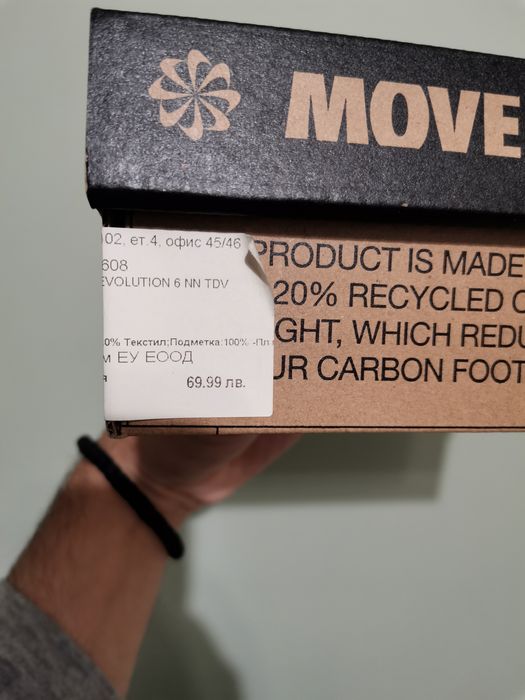 MOVE
02, ет.4, офис 45/46
608
EVOLUTION 6 NN TDV
0% Текстил;Подметка:100% -Пл
м ЕУ ЕООД
я
69.99 лв.
PRODUCT IS MADE
20% RECYCLED
GHT, WHICH REDU
UR CARBON FOOT